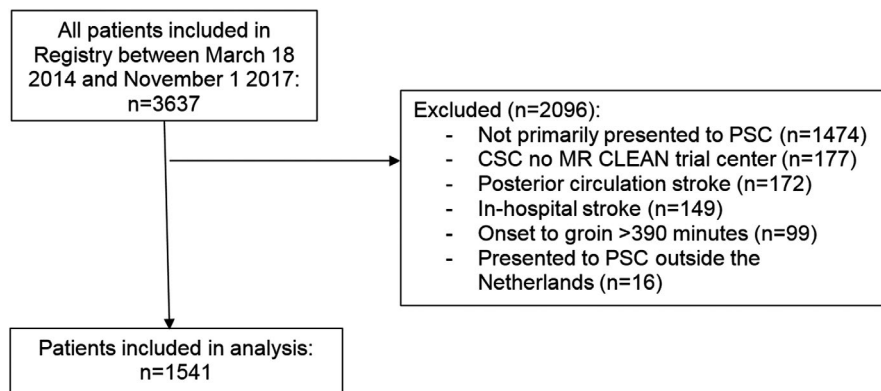 All patients included in
Registry between March 18
2014 and November 1 2017:
n=3637
Excluded (n=2096):
- Not primarily presented to PSC (n=1474)
- CSC no MR CLEAN trial center (n=177)
- Posterior circulation stroke (n=172)
- In-hospital stroke (n=149)
- Onset to groin >390 minutes (n=99)
- Presented to PSC outside the
Netherlands (n=16)
Patients included in analysis:
n=1541